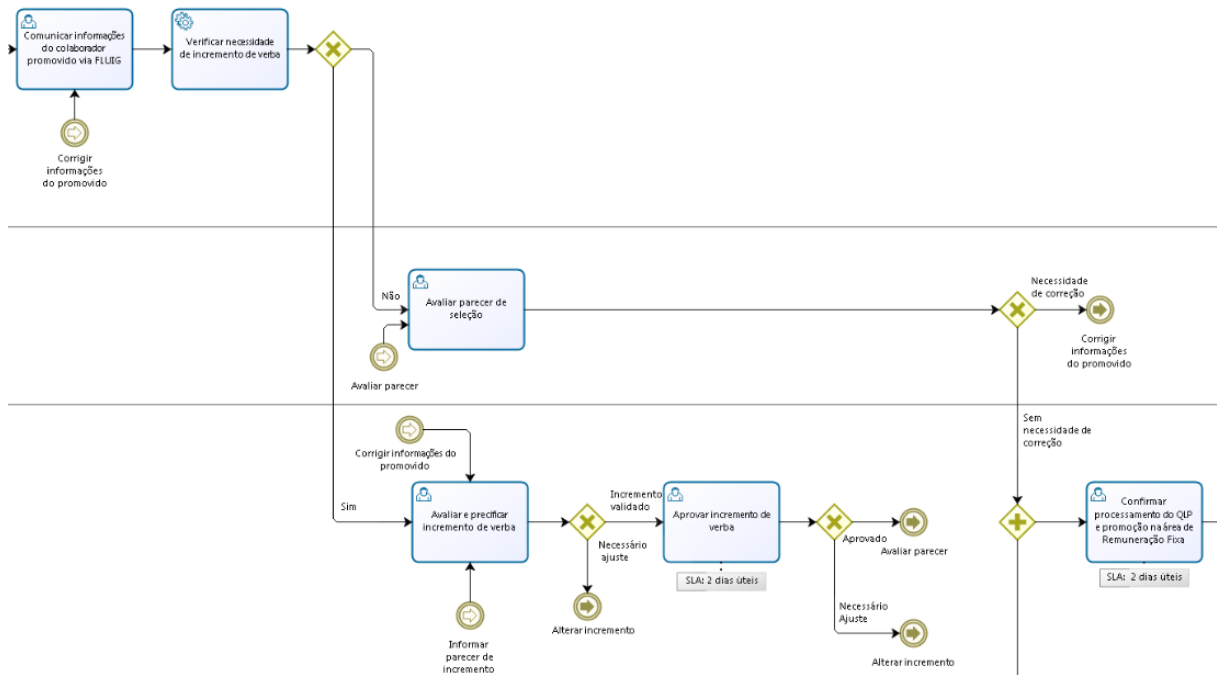 Comunicar informações
do colaborador
promovido via FLUIG
Verificar necessidade
de incremento de verba
Corrigir
informações
do promovido
Não
Avaliar parecer de
seleção
Avaliar parecer
Necessidade
de correção
Corrigir
informações
do promovido
Sem
necessidade de
correção
Corrigir informações do
promovido
Sim
Avaliar e precificar
incremento de verba
Incremento
validado
Necessário
ajuste
Aprovar incremento de
verba
SLA: 2 dias úteis
Aprovado
Avaliar parecer
Necessário
Ajuste
Alterar incremento
Alterar incremento
Informar
parecer de
incremento
Confirmar
processamento do QLP
e promoção na área de
Remuneração Fixa
SLA: 2 dias úteis